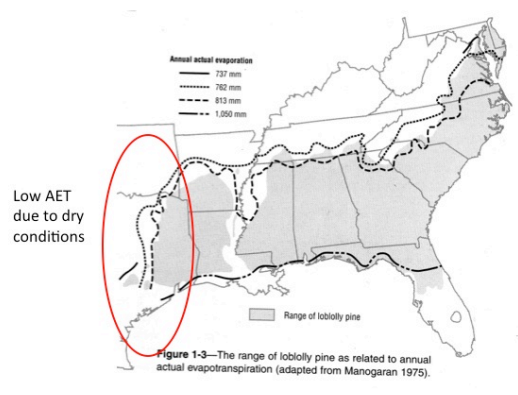 Annual actual evaporation
737 mm
762 mm
813 mm
1,050 mm
Low AET
due to dry
conditions
Range of loblolly pine
Figure 1-3—The range of loblolly pine as related to annual
actual evapotranspiration (adapted from Manogaran 1975).